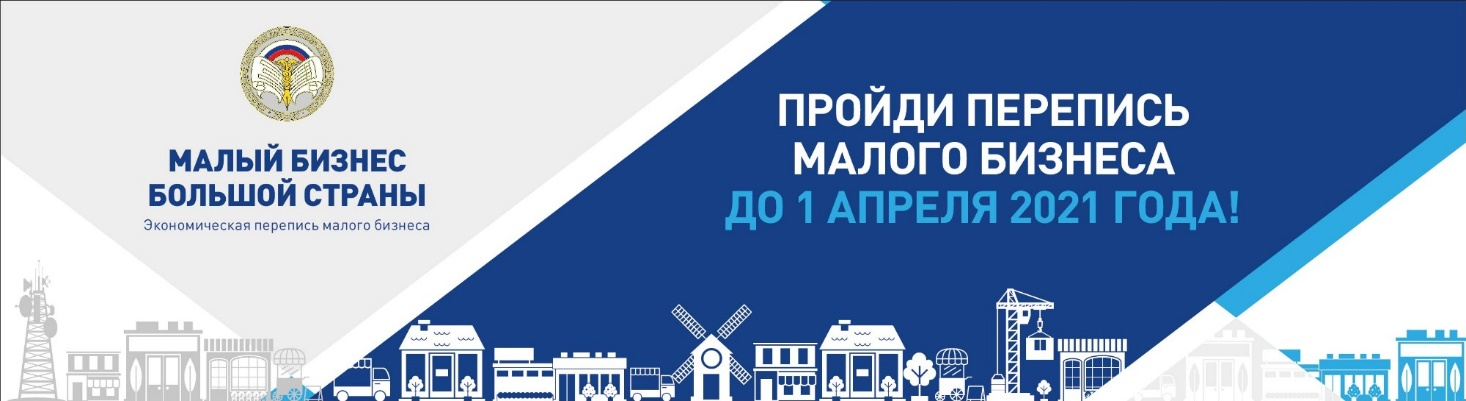 МАЛЫЙ БИЗНЕС
БОЛЬШОЙ СТРАНЫ
Экономическая перепись малого бизнеса
ПРОЙДИ ПЕРЕПИСЬ
МАЛОГО БИЗНЕСА
ДО 1 АПРЕЛЯ 2021 ГОДА!